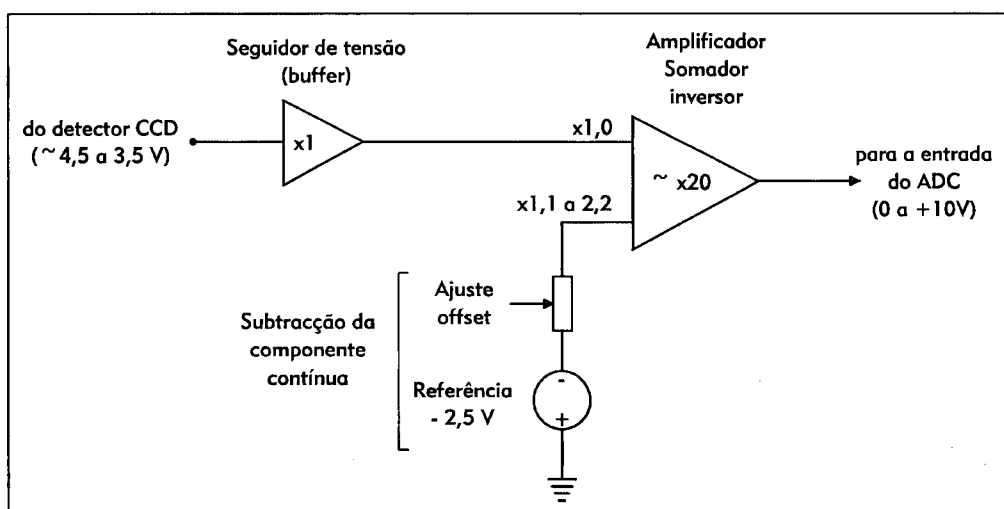 Seguidor de tensão
(buffer)
Amplificador
Somador
inversor
do detector CCD
(~4,5 a 3,5 V)
x1
x1,0
~ x20
para a entrada
do ADC
(0 a +10V)
x1,1 a 2,2
Ajuste
offset
Subtracção da
componente
contínua
Referência
- 2,5 V
-
+